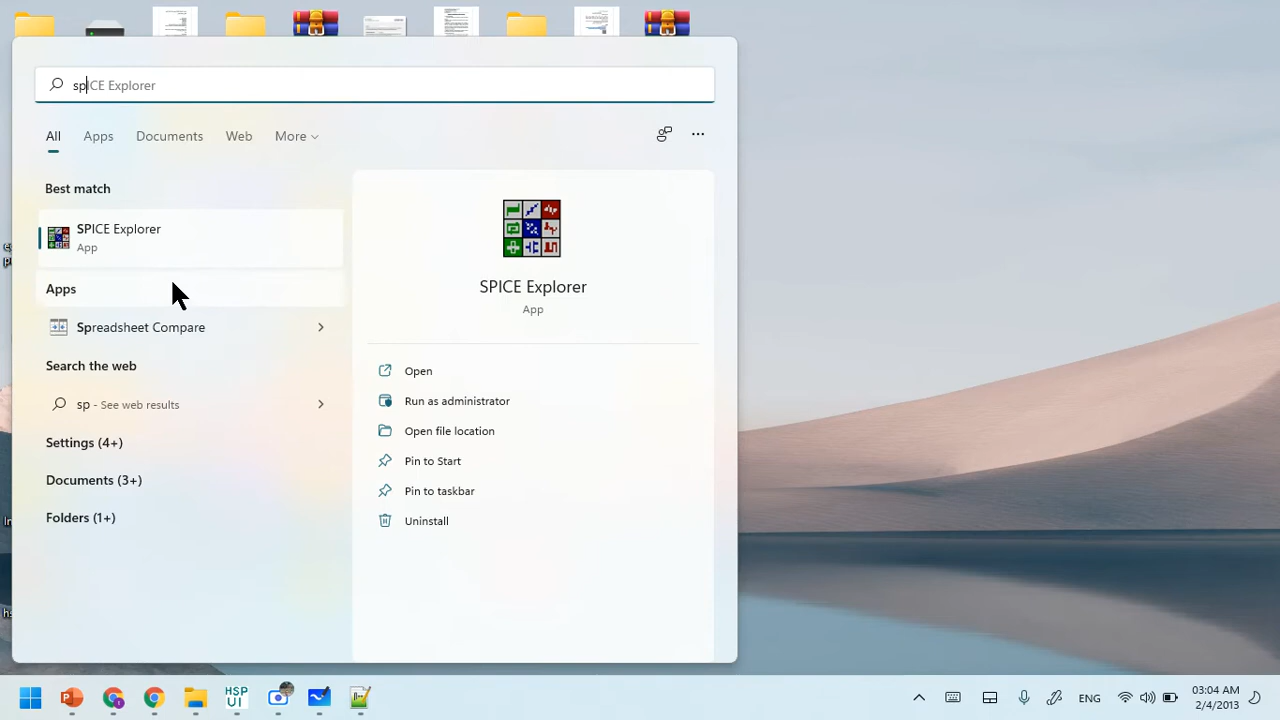 spICE Explorer
All Apps Documents Web More
Best match
SPICE Explorer
App
Apps
Spreadsheet Compare
Search the web
sp - See web results
Settings (4+)
Documents (3+)
Folders (1+)
SPICE Explorer
App
Open
Run as administrator
Open file location
Pin to Start
Pin to taskbar
Uninstall
HSP
UI
ENG
03:04 AM
2/4/2013